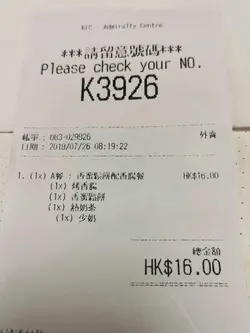 KFC - Admiralty Centre
***請留意號碼***
Please check your NO.
K3926
帳單 : 083-029926 外賣
日期 : 2019/07/26 08:19:22
1. (1x) A餐 : 香蜜鬆餅配香腸餐 HK$16.00
(1x) 烤香腸
(1x) 香蜜鬆餅
(1x) 熱奶茶
(1x) 少奶
總金額
HK$16.00